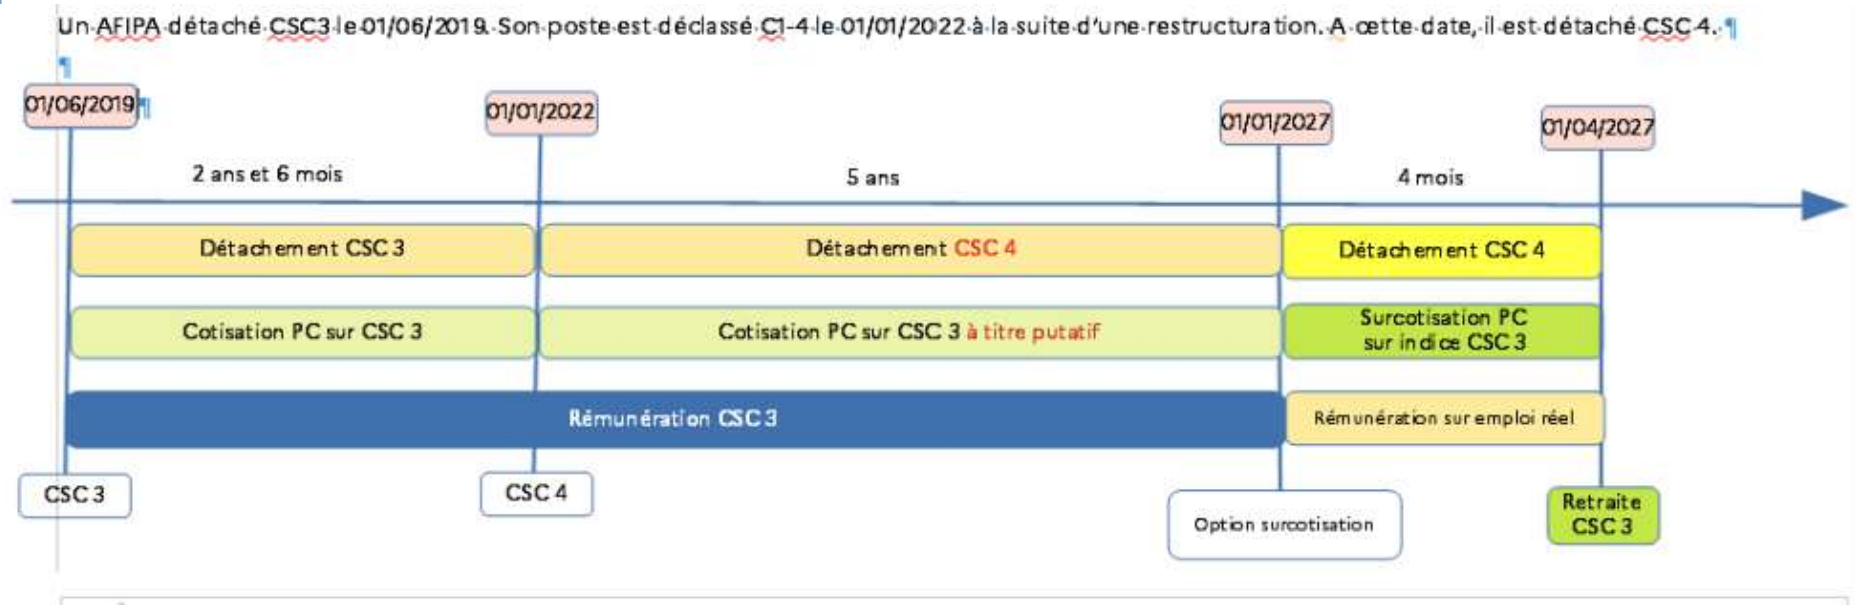 Un AFIPA détaché CSC3 le 01/06/2019. Son poste est déclassé C1-4 le 01/01/2022 à la suite d'une restructuration. A cette date, il est détaché CSC 4. ¶
¶
01/06/2019¶
01/01/2022
01/01/2027
01/04/2027
2 ans et 6 mois
5 ans
4 mois
Détachement CSC 3
Détachement CSC 4
Détachement CSC 4
Cotisation PC sur CSC 3
Cotisation PC sur CSC 3 à titre putatif
Surcotisation PC
sur indice CSC 3
Rémunération CSC 3
Rémunération sur emploi réel
CSC 3
CSC 4
Option surcotisation
Retraite
CSC 3